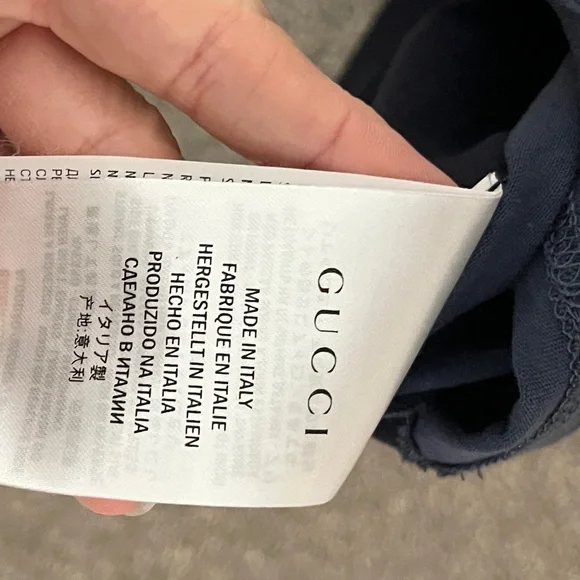 GUCCI
MADE IN ITALY
FABRIQUE EN ITALIE
HERGESTELLT IN ITALIEN
HECHO EN ITALIA
PRODUZIDO NA ITALIA
СДЕЛАНО В ИТАЛИИ
イタリア製
产地:意大利